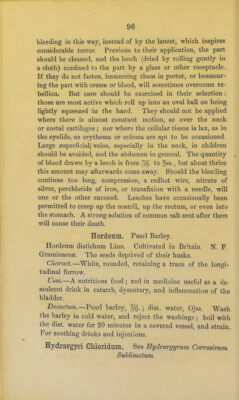 96
bleeding in this way, instead of by the lancet, which inspires
considerable terror. Previous to their application, the part
should be cleaned, and the leech (dried by rolling gently in
a cloth) confined to the part by a glass or other receptacle.
If they do not fasten, immersing them in porter, or besmear-
ing the part with cream or blood, will sometimes overcome re-
bellion. But care should be exercised in their selection:
those are most active which roll up into an oval ball on being
lightly squeezed in the hand. They should not be applied
where there is almost constant motion, as over the neck
or costal cartilages; nor where the cellular tissue is lax, as in
the eyelids, as erythema or œdema are apt to be occasioned
Large superficial veins, especially in the neck, in children
should be avoided, and the abdomen in general. The quantity
of blood drawn by a leech is from ʒij. to ʒss., but about thrice
this amount may afterwards come away. Should the bleeding
continue too long, compression, a redhot wire, nitrate of
silver, perchloride of iron, or transfixion with a needle, will
one or the other succeed. Leeches have occasionally been
permitted to creep up the nostril, up the rectum, or even into
the stomach. A strong solution of common salt sent after them
will cause their death.
Hordeum. Pearl Barley.
Hordeum distichum Linn. Cultivated in Britain. N. F.
Graminaceæ. The seeds deprived of their husks.
Charact.—White, rounded, retaining a trace of the longi-
tudinal furrow.
Uses.—A nutritious food; and in medicine useful as a de-
mulcent drink in catarrh, dysentery, and inflammation of the
bladder.
Decoctum.—Pearl barley, ℥ij.; dist. water, Ojss. Wash
the barley in cold water, and reject the washings; boil with
the dist. water for 20 minutes in a covered vessel, and strain.
For soothing drinks and injections.
Hydrargyri Chloridum. See Hydrargyrum Corrosivum
Sublimatum.